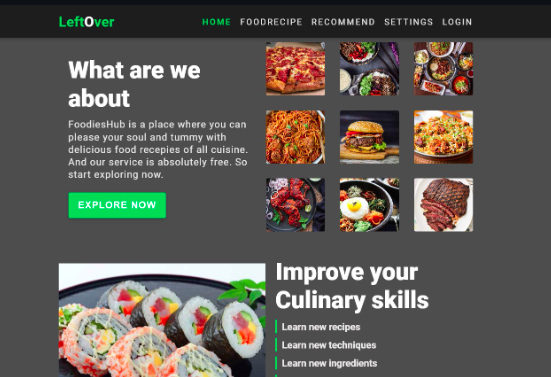 LeftOver HOME FOODRECIPE RECOMMEND SETTINGS LOGIN
What are we
about
FoodiesHub is a place where you can
please your soul and tummy with
delicious food recepies of all cuisine.
And our service is absolutely free. So
start exploring now.
EXPLORE NOW
Improve your
Culinary skills
Learn new recipes
Learn new techniques
Learn new ingredients